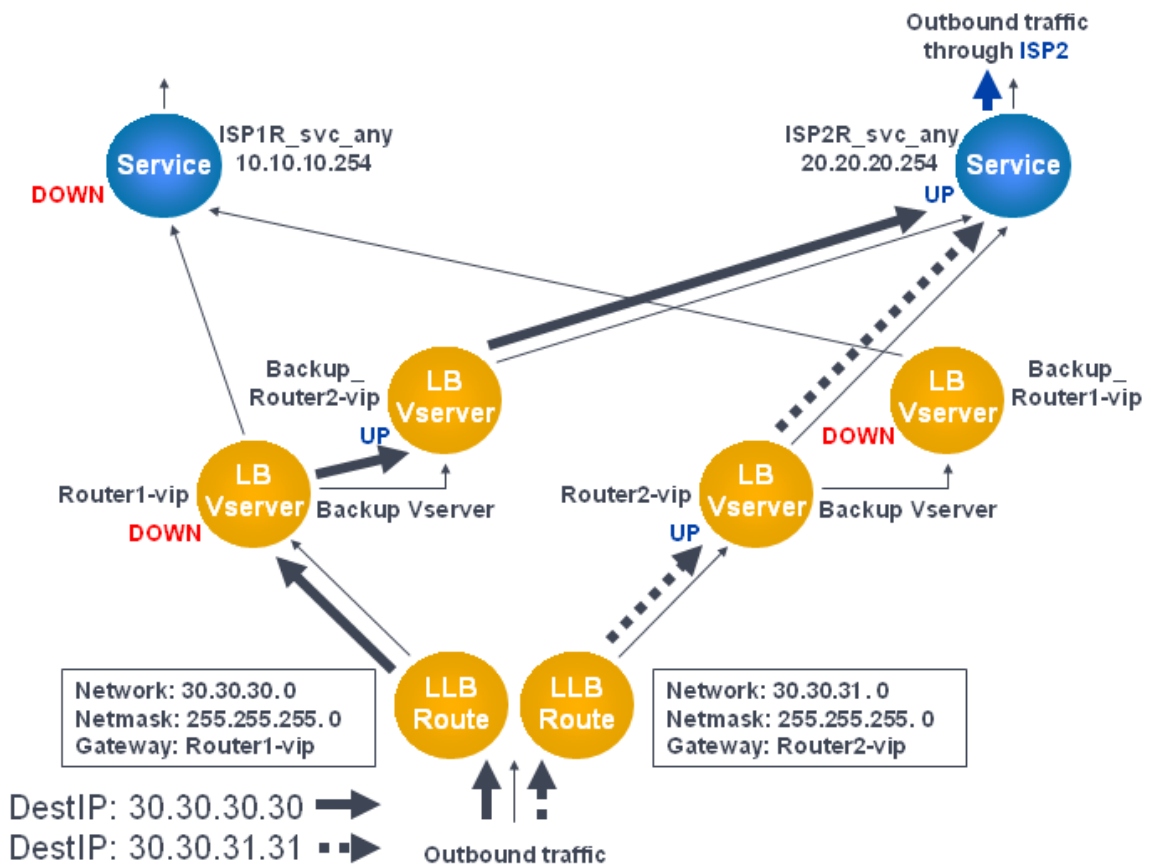 Outbound traffic
through ISP2
ISP1R_svc_any
10.10.10.254
Service
DOWN
ISP2R_svc_any
20.20.20.254
Service
UP
Backup_
Router2-vip
LB
Vserver
UP
LB
Vserver
Backup_
Router1-vip
DOWN
Router1-vip
LB
Vserver
Backup Vserver
DOWN
Router2-vip
LB
Vserver
Backup Vserver
UP
Network: 30.30.30.0
Netmask: 255.255.255.0
Gateway: Router1-vip
LLB
Route
LLB
Route
Network: 30.30.31.0
Netmask: 255.255.255.0
Gateway: Router2-vip
DestIP: 30.30.30.30
DestIP: 30.30.31.31
Outbound traffic